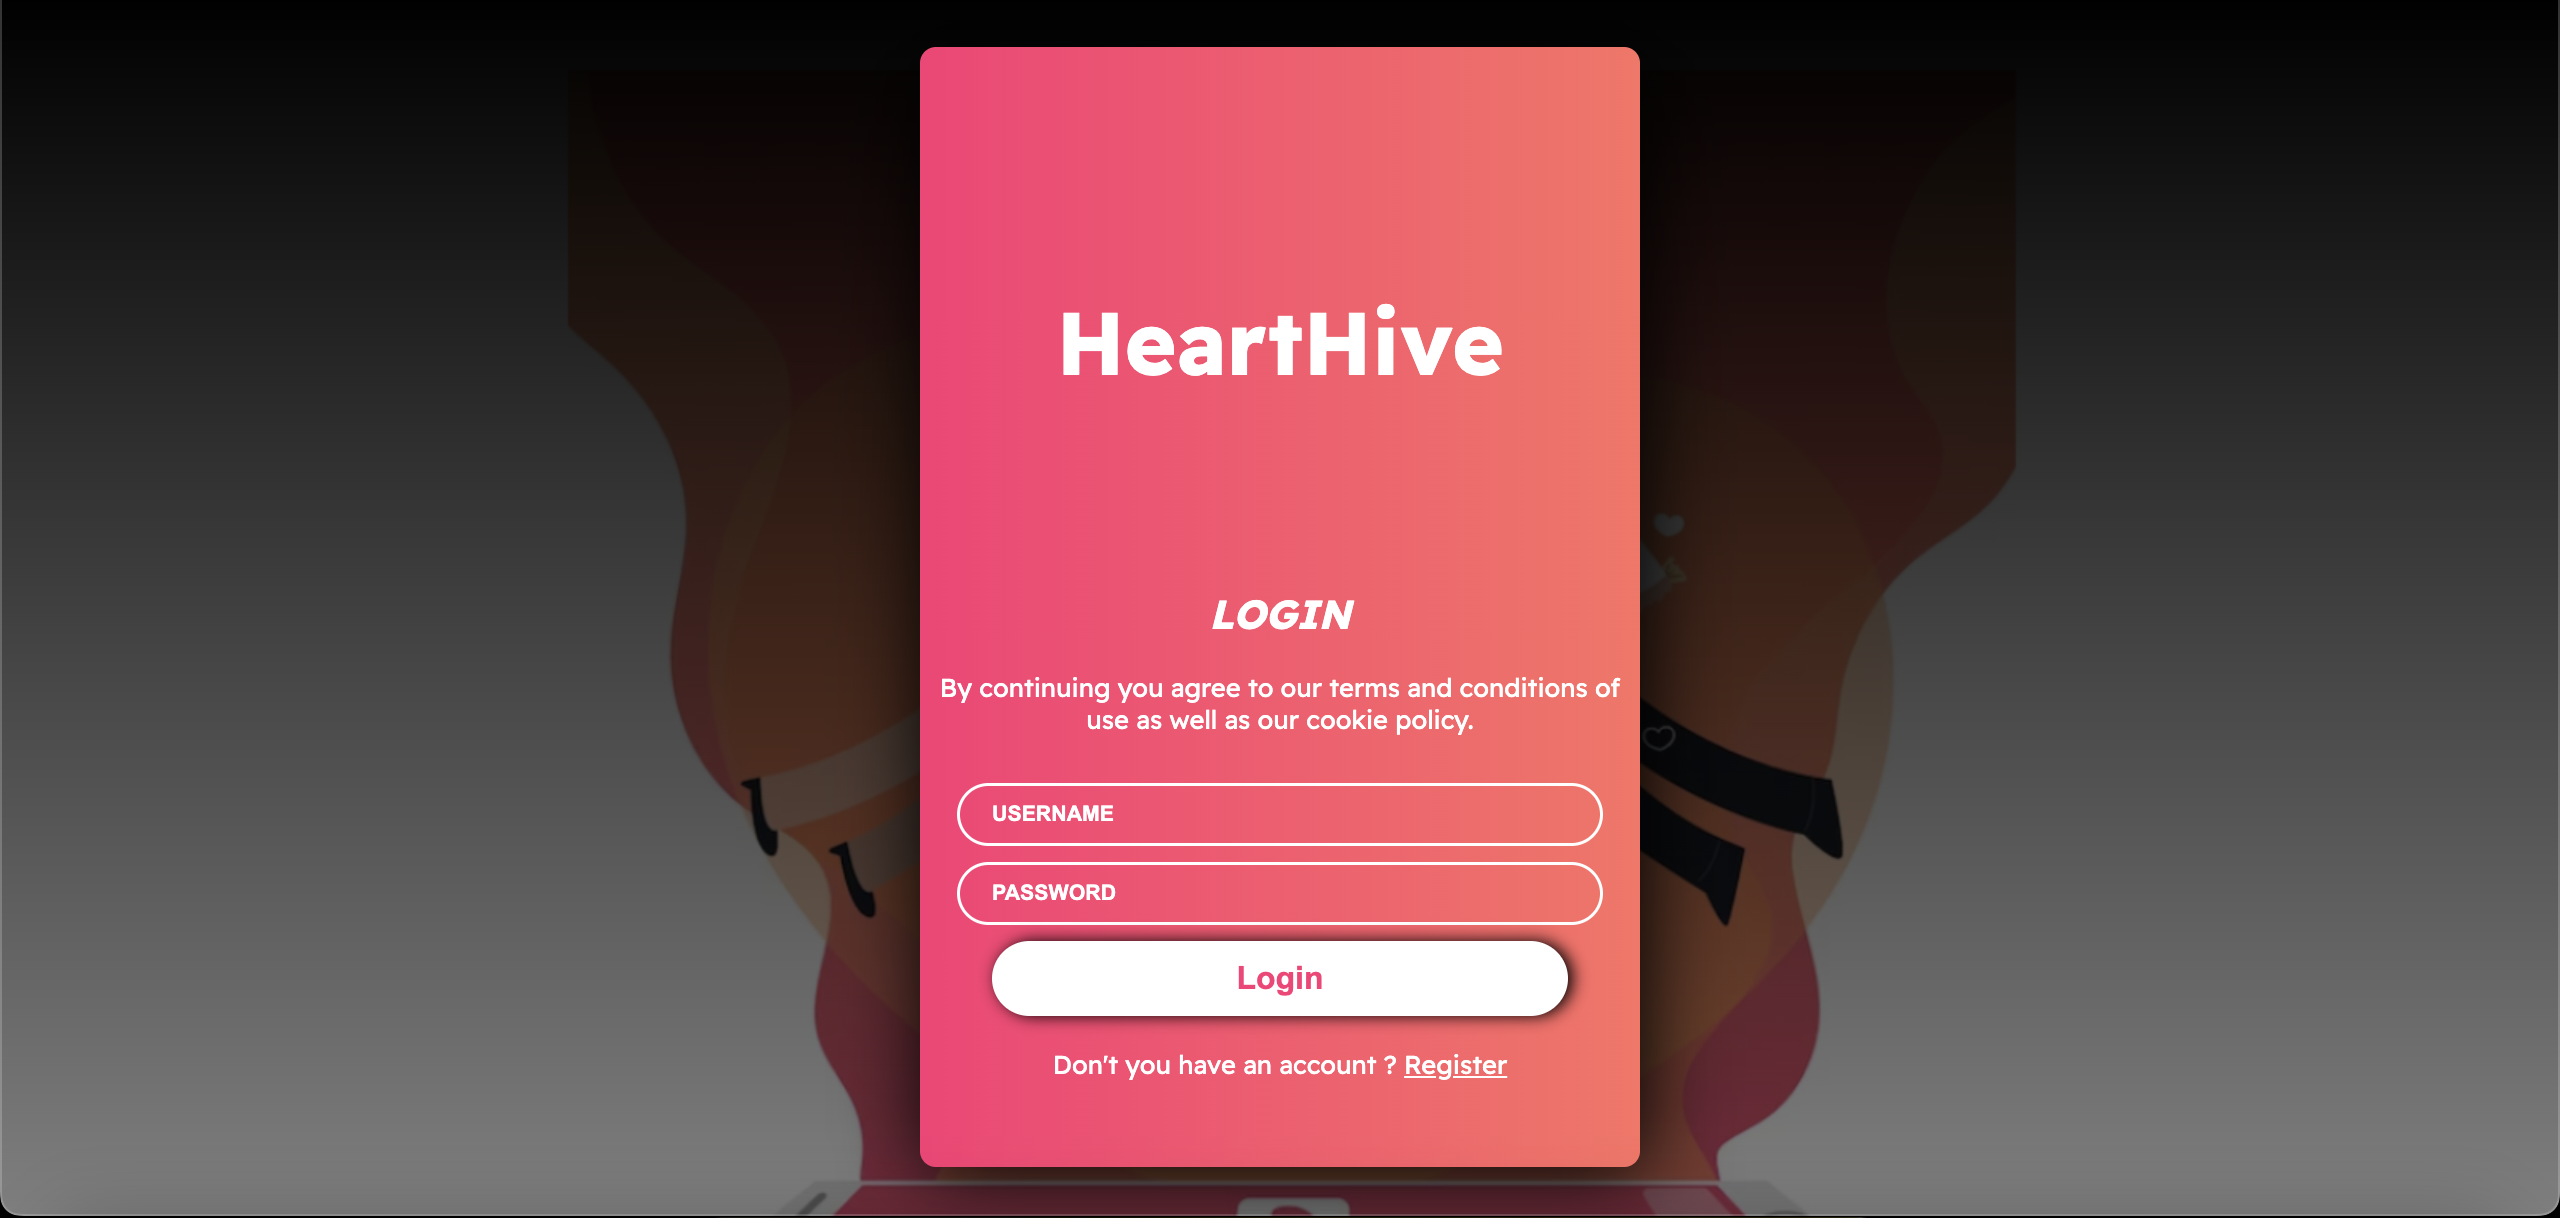 HeartHive
LOGIN
By continuing you agree to our terms and conditions of
use as well as our cookie policy.
USERNAME
PASSWORD
Login
Don't you have an account ? Register